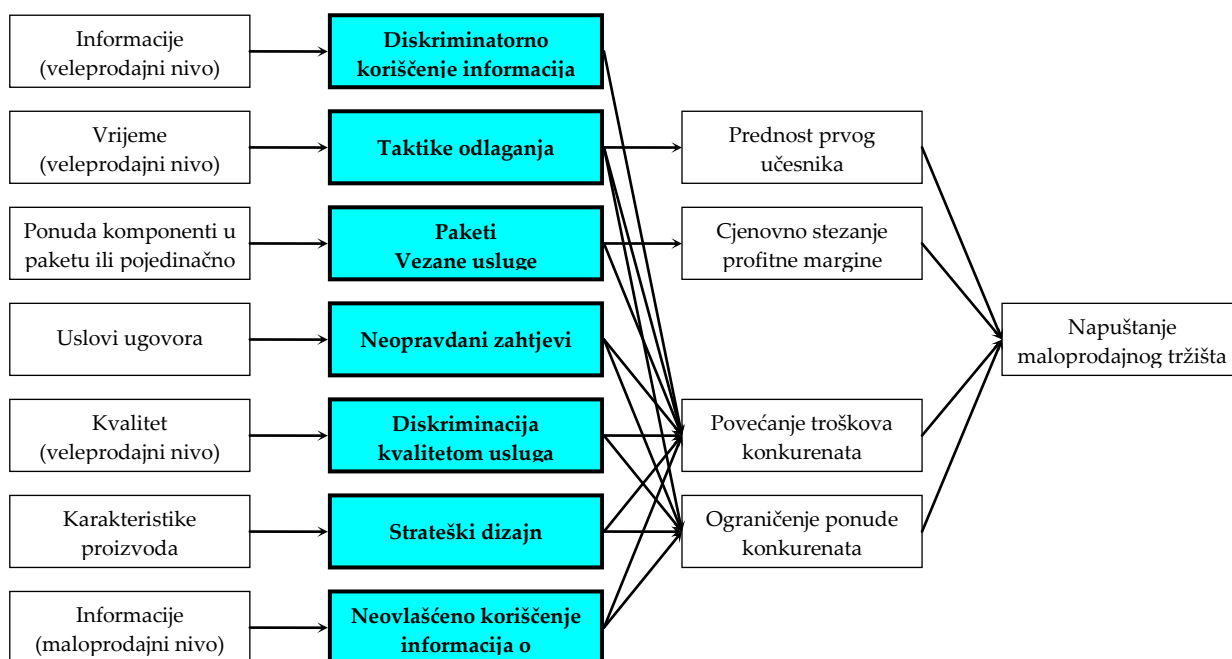 Informacije
(veleprodajni nivo)
Diskriminatorno
koriščenje informacija
Vrijeme
(veleprodajni nivo)
Taktike odlaganja
Prednost prvog
učesnika
Ponuda komponenti u
paketu ili pojedinačno
Paketi
Vezane usluge
Cjenovno stezanje
profitne margine
Uslovi ugovora
Neopravdani zahtjevi
Napuštanje
maloprodajnog tržišta
Kvalitet
(veleprodajni nivo)
Diskriminacija
kvalitetom usluga
Povećanje troškova
konkurenata
Karakteristike
proizvoda
Strateški dizajn
Ograničenje ponude
konkurenata
Informacije
(maloprodajni nivo)
Neovlašćeno koriščenje
informacija o